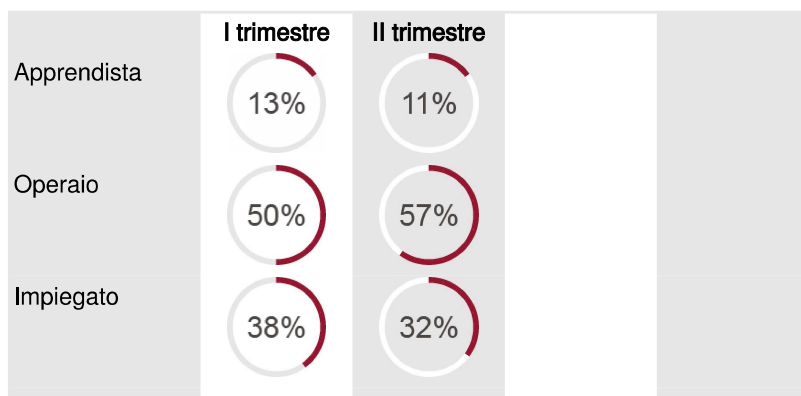 I trimestre II trimestre
Apprendista 13% 11%
Operaio 50% 57%
Impiegato 38% 32%